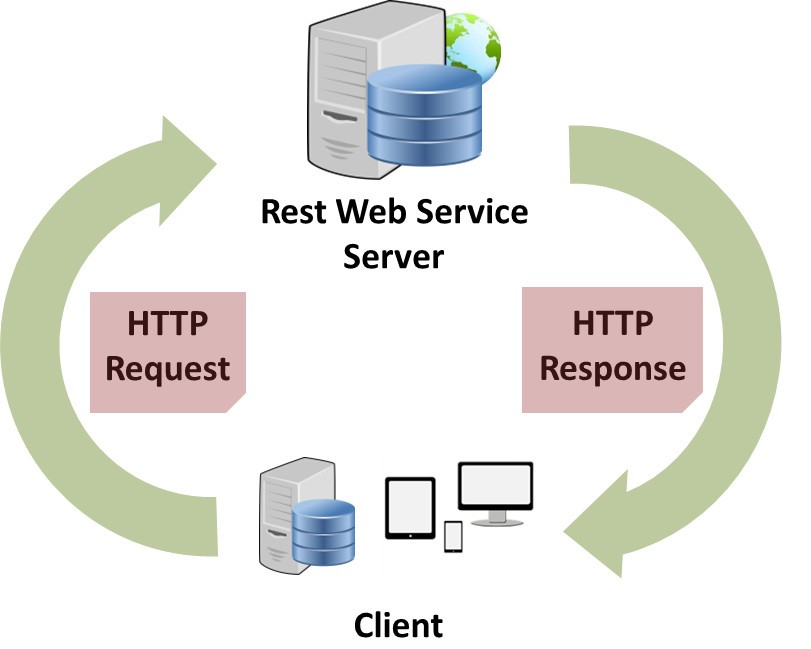 Rest Web Service
Server
HTTP
Request
HTTP
Response
Client